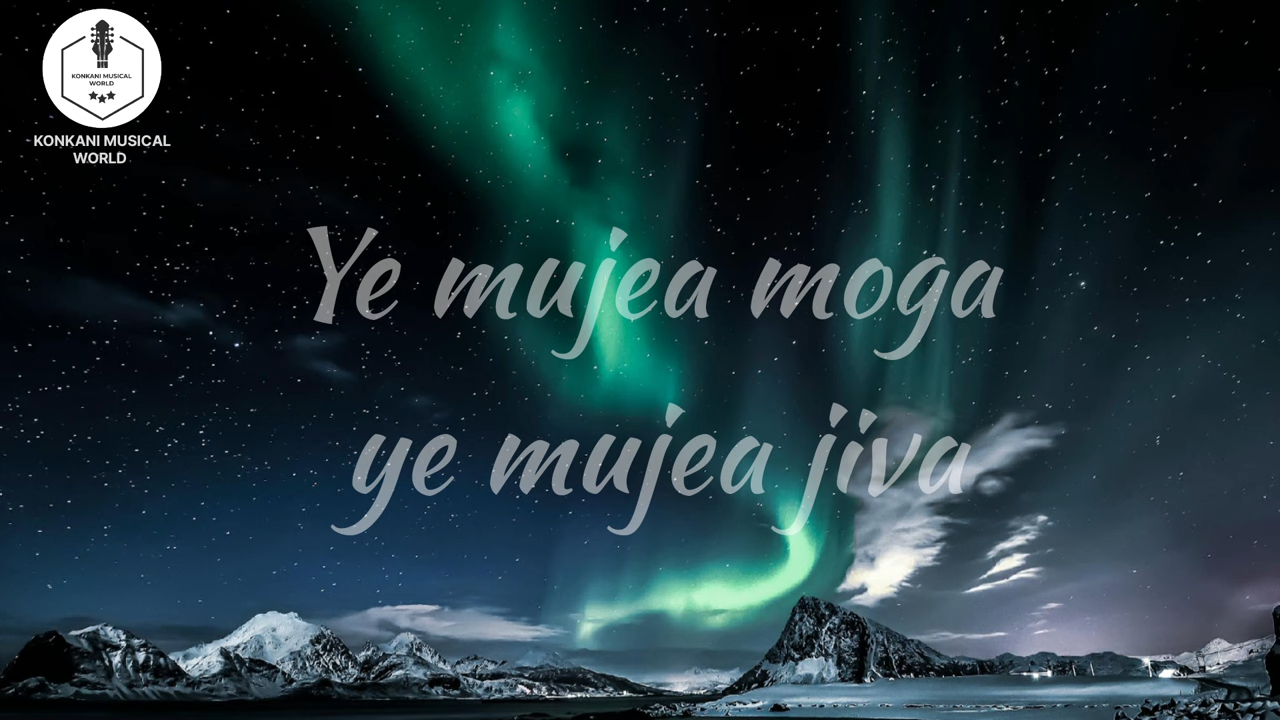 KONKANI MUSICAL
WORLD
KONKANI MUSICAL
WORLD
Ye mujea moga
ye mujea jiva